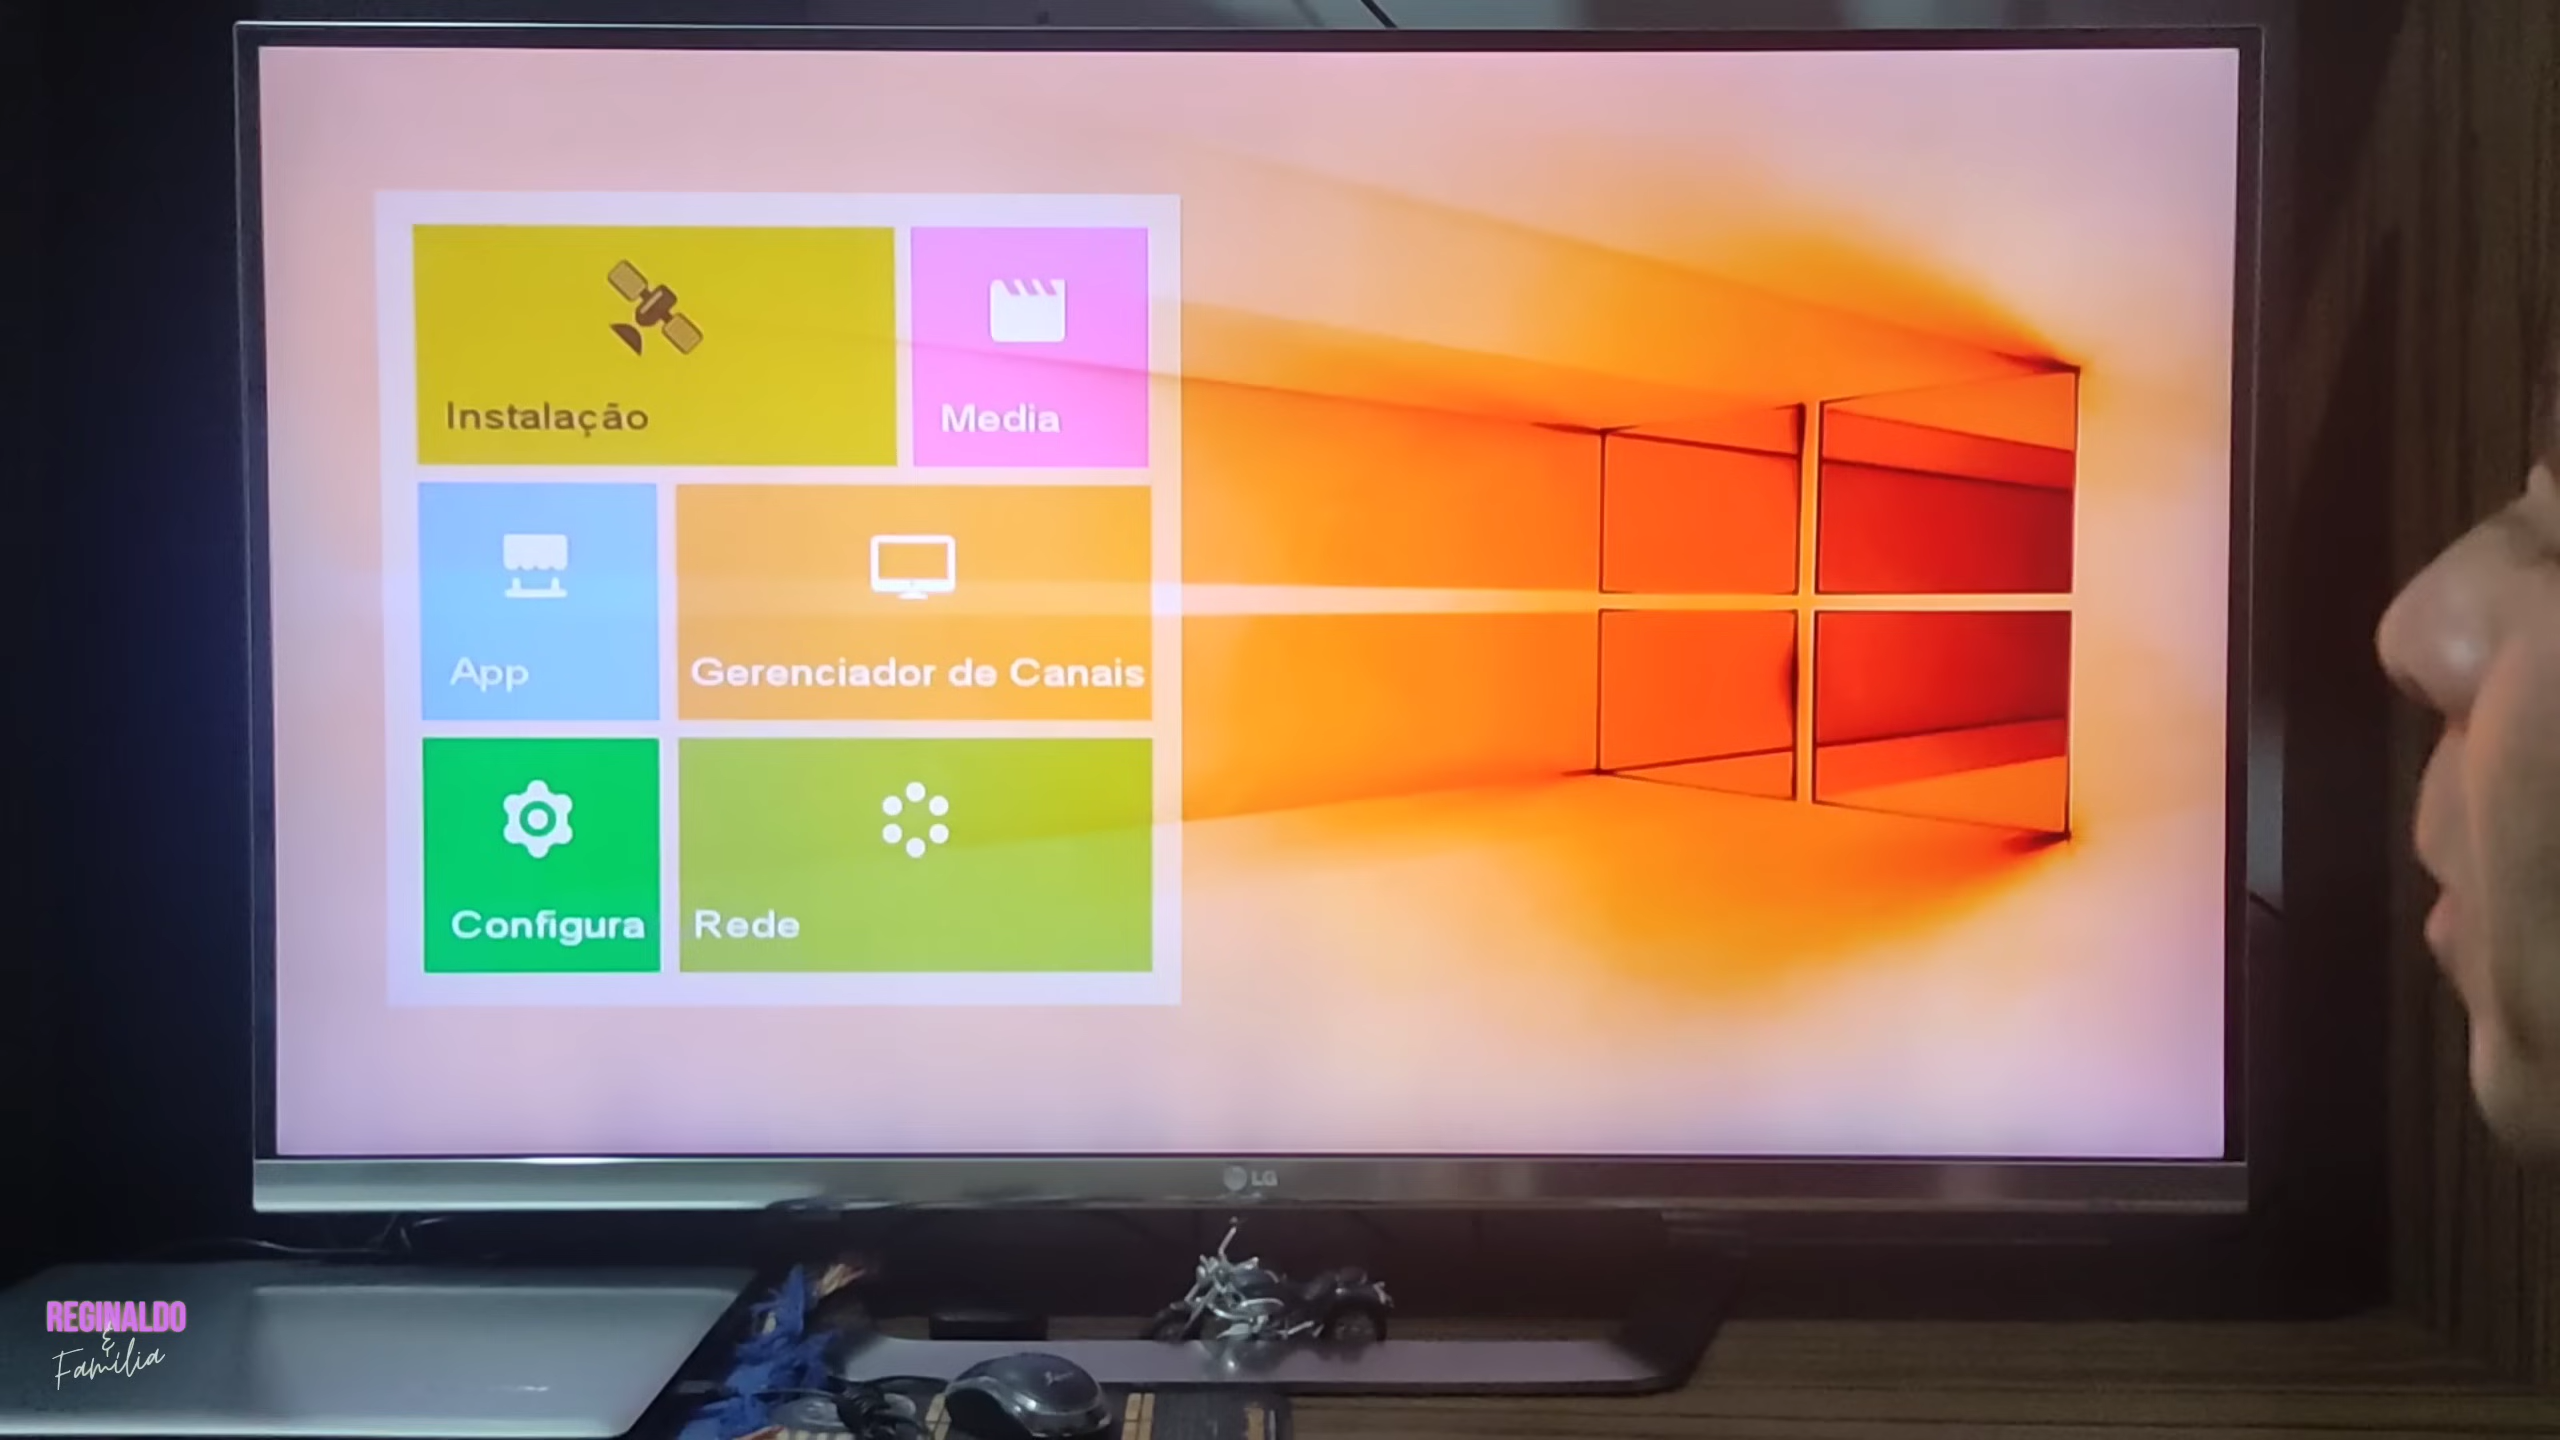 Instalação
Media
App
Gerenciador de Canais
Configura
Rede
LG
REGINALDO
&
Família